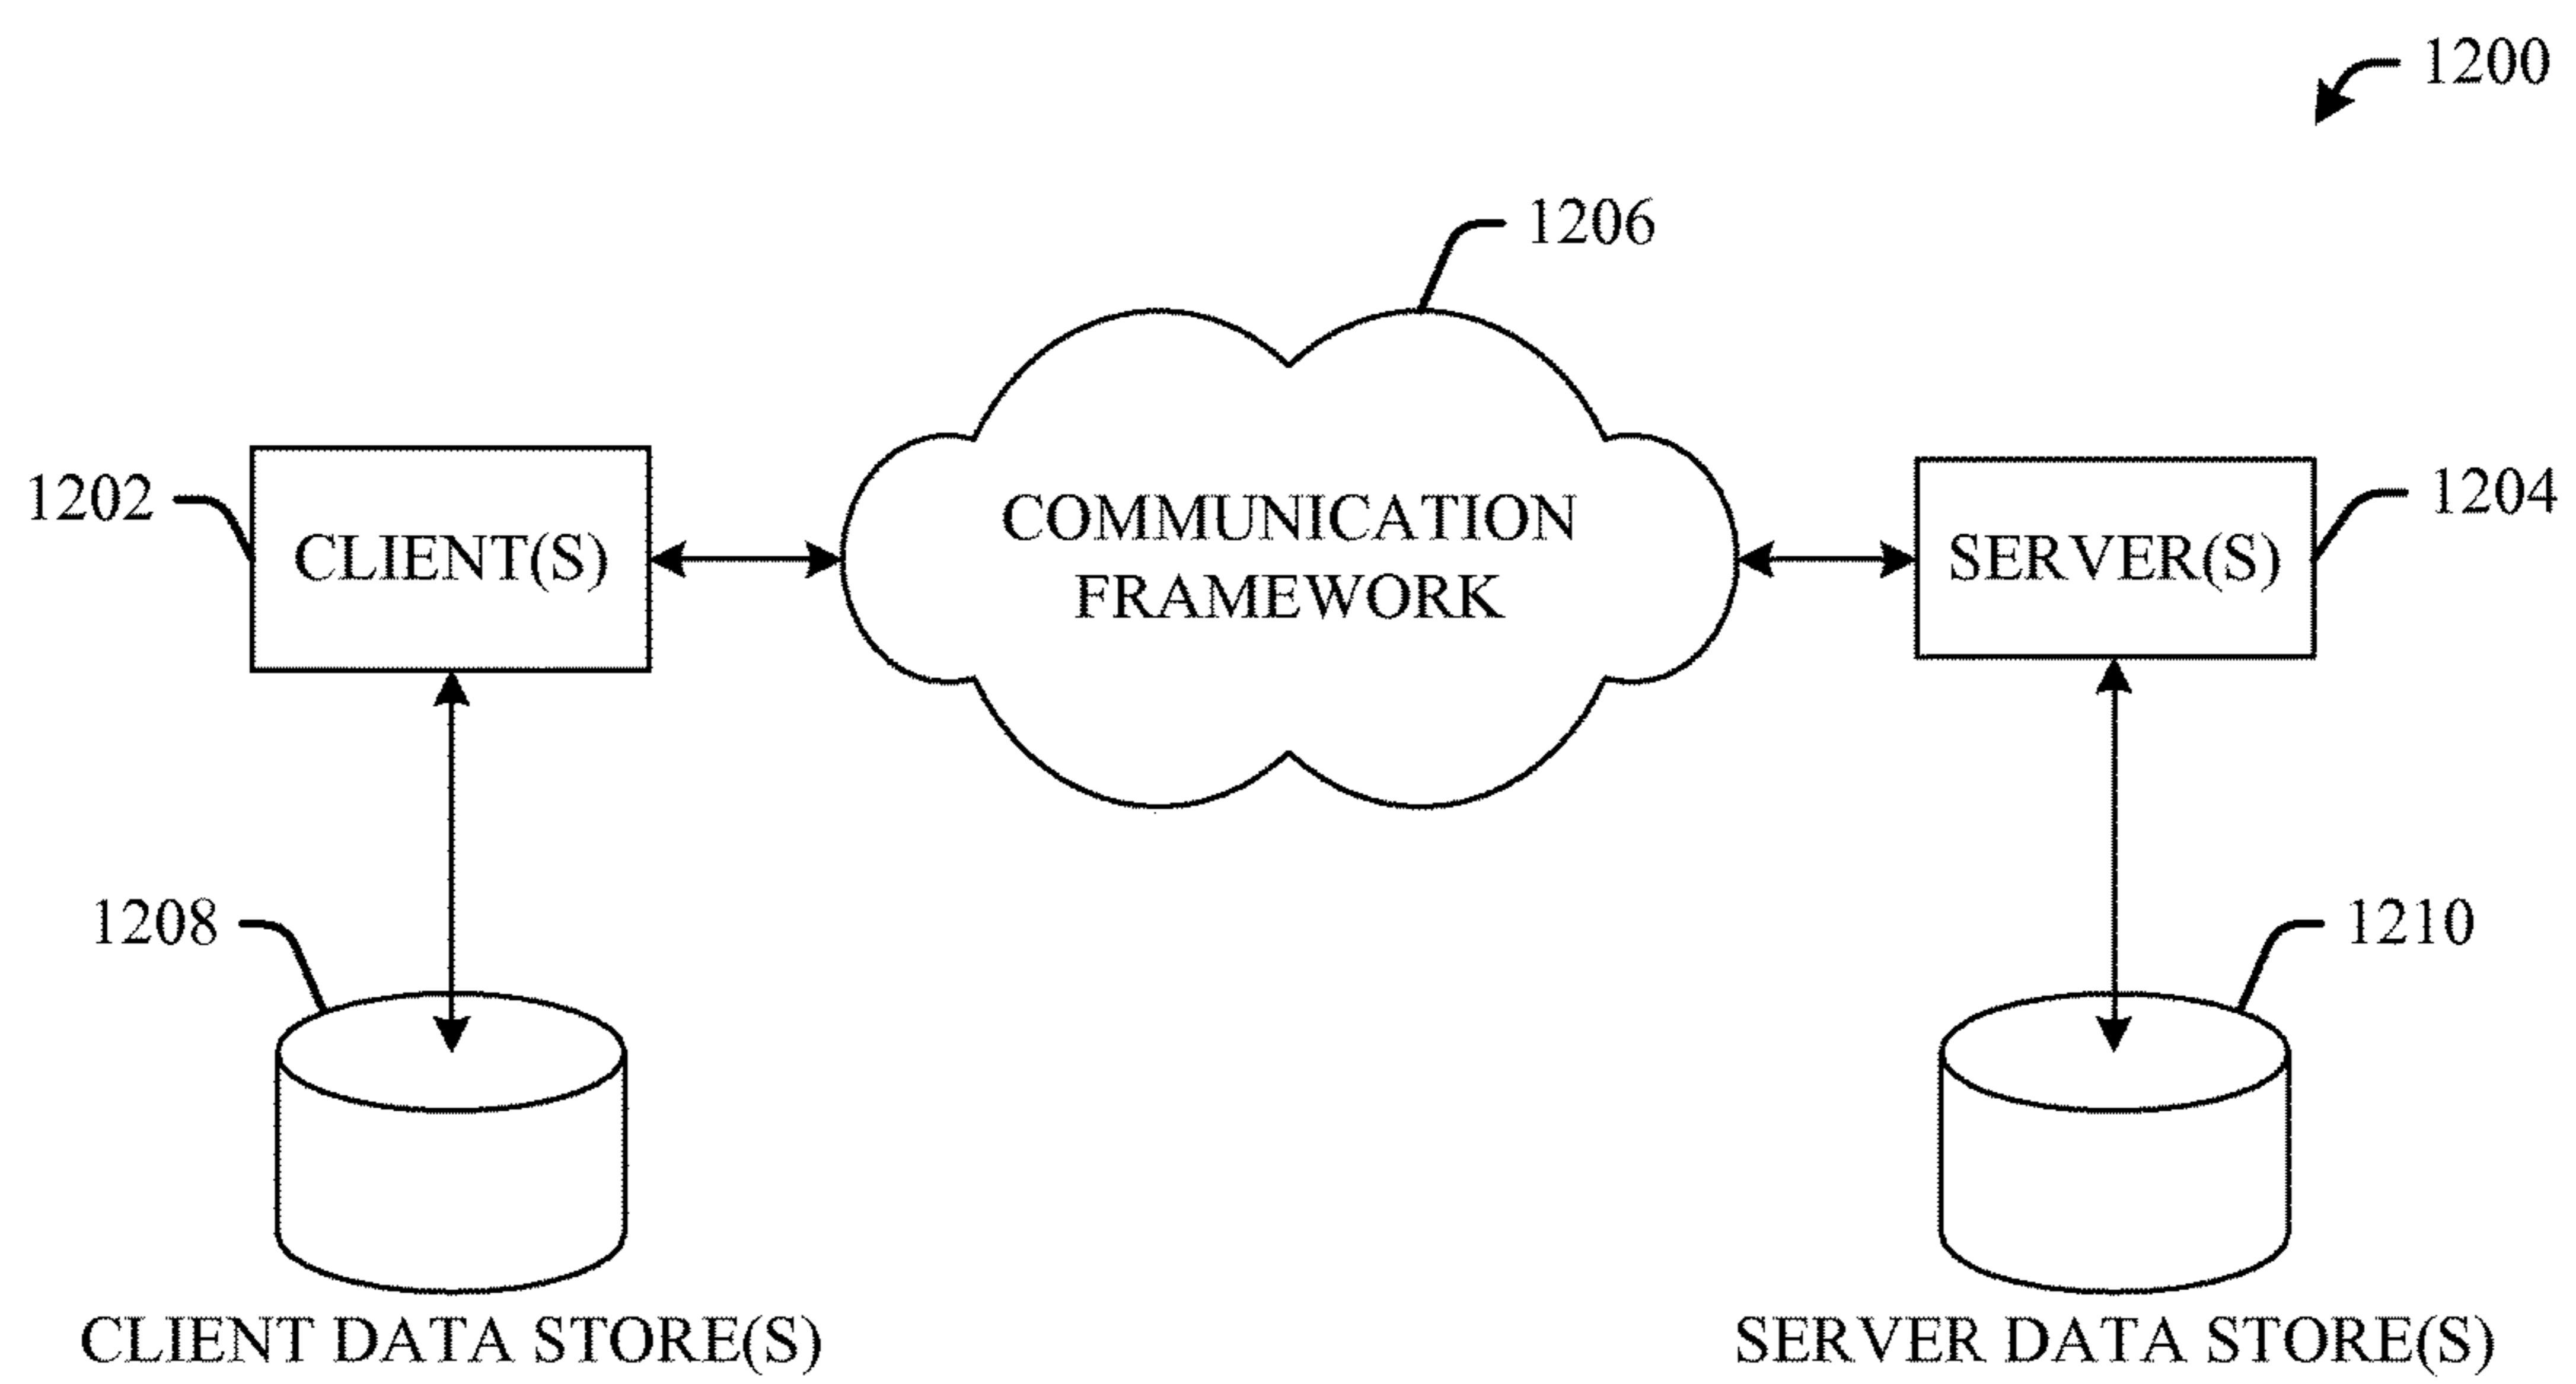 1200
1206
1202
CLIENT(S)
COMMUNICATION
FRAMEWORK
SERVER(S)
1204
1208
1210
CLIENT DATA STORE(S)
SERVER DATA STORE(S)